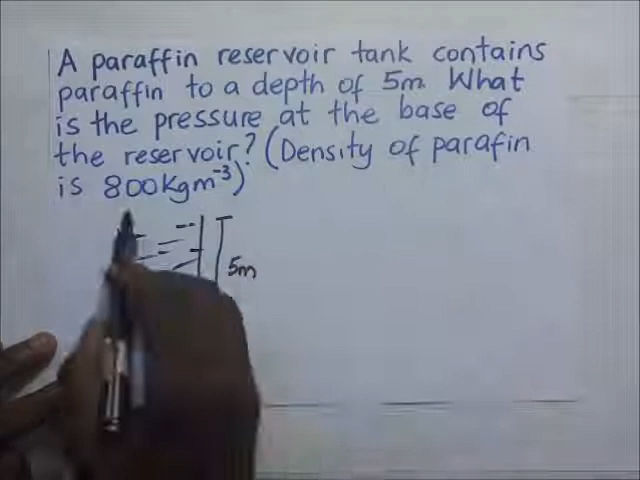 A paraffin reservoir tank contains
paraffin to a depth of 5m. What
is the pressure at the base of
the reservoir? (Density of parafin
is 800Kgm⁻³)
5m